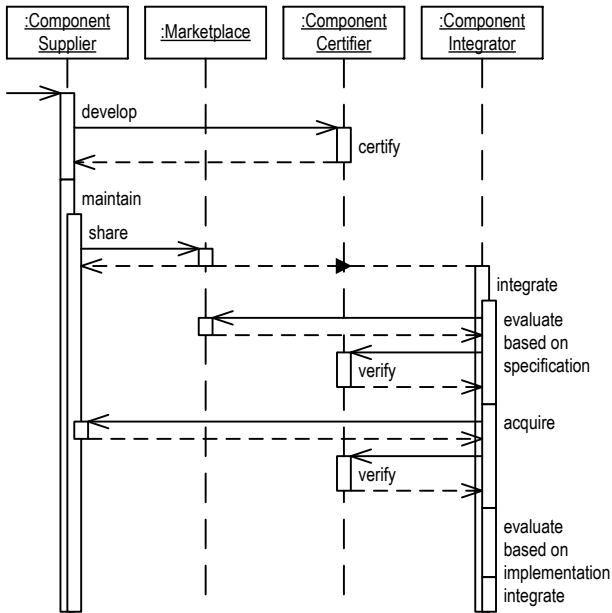 :Component
Supplier
:Marketplace
:Component
Certifier
:Component
Integrator
develop
certify
maintain
share
integrate
evaluate
based on
specification
verify
acquire
verify
evaluate
based on
implementation
integrate